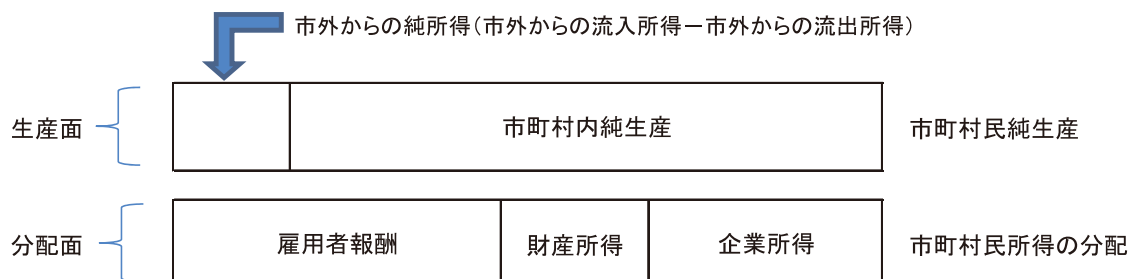 市外からの純所得(市外からの流入所得ー市外からの流出所得)
生産面
市町村内純生産
市町村民純生産
分配面
雇用者報酬
財産所得
企業所得
市町村民所得の分配